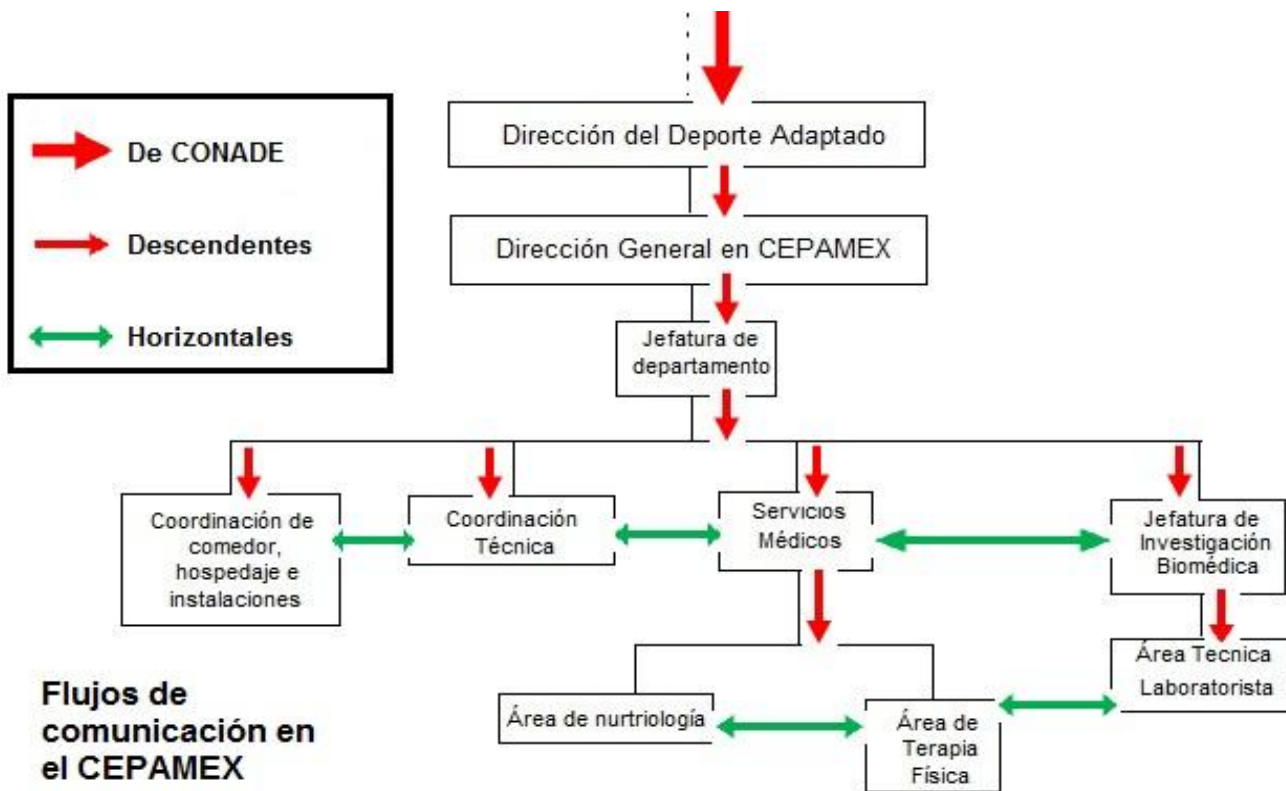 De CONADE
Descendentes
Horizontales
Dirección del Deporte Adaptado
Dirección General en CEPAMEX
Jefatura de
departamento
Coordinación de
comedor,
hospedaje e
instalaciones
Coordinación
Técnica
Servicios
Médicos
Jefatura de
Investigación
Biomédica
Área de nurtriología
Área de
Terapia
Física
Área Tecnica
Laboratorista
Flujos de
comunicación en
el CEPAMEX